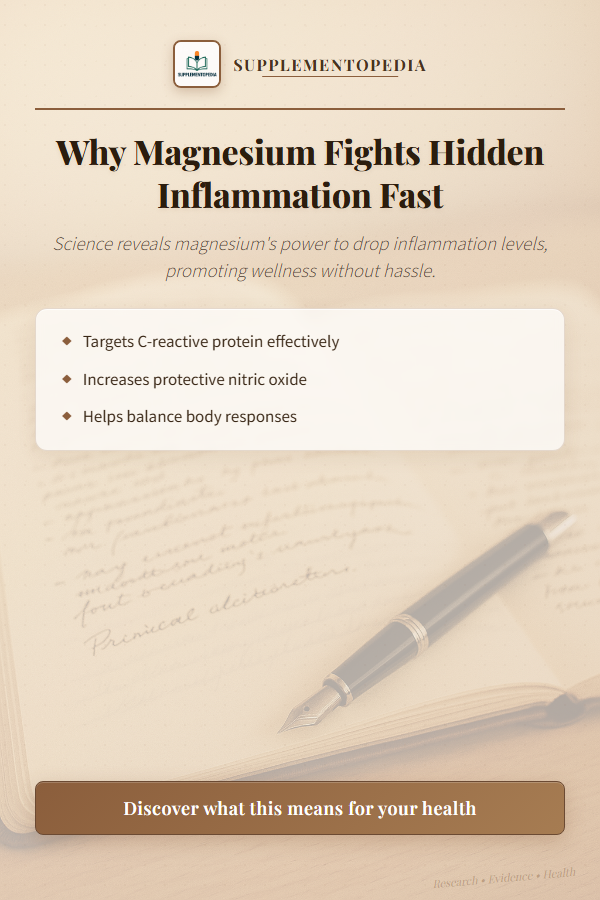 SUPPLEMENTOPEDIA
SUPPLEMENTOPEDIA
Why Magnesium Fights Hidden
Inflammation Fast
Science reveals magnesium's power to drop inflammation levels,
promoting wellness without hassle.
◆ Targets C-reactive protein effectively
◆ Increases protective nitric oxide
◆ Helps balance body responses
Discover what this means for your health
Research • Evidence • Health